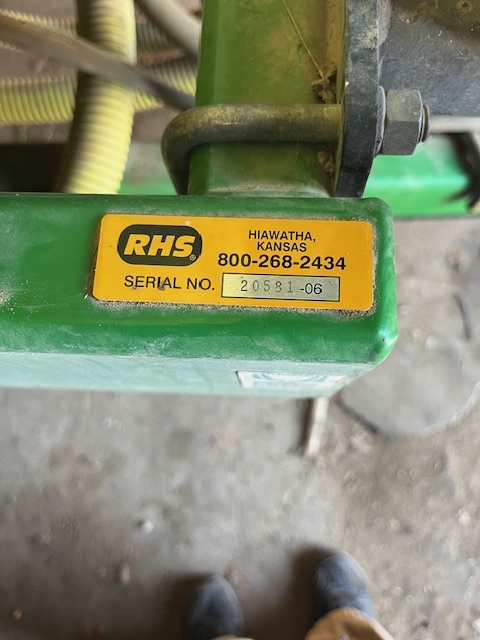 RHS®
HIAWATHA,
KANSAS
800-268-2434
SERIAL NO. 20581-06